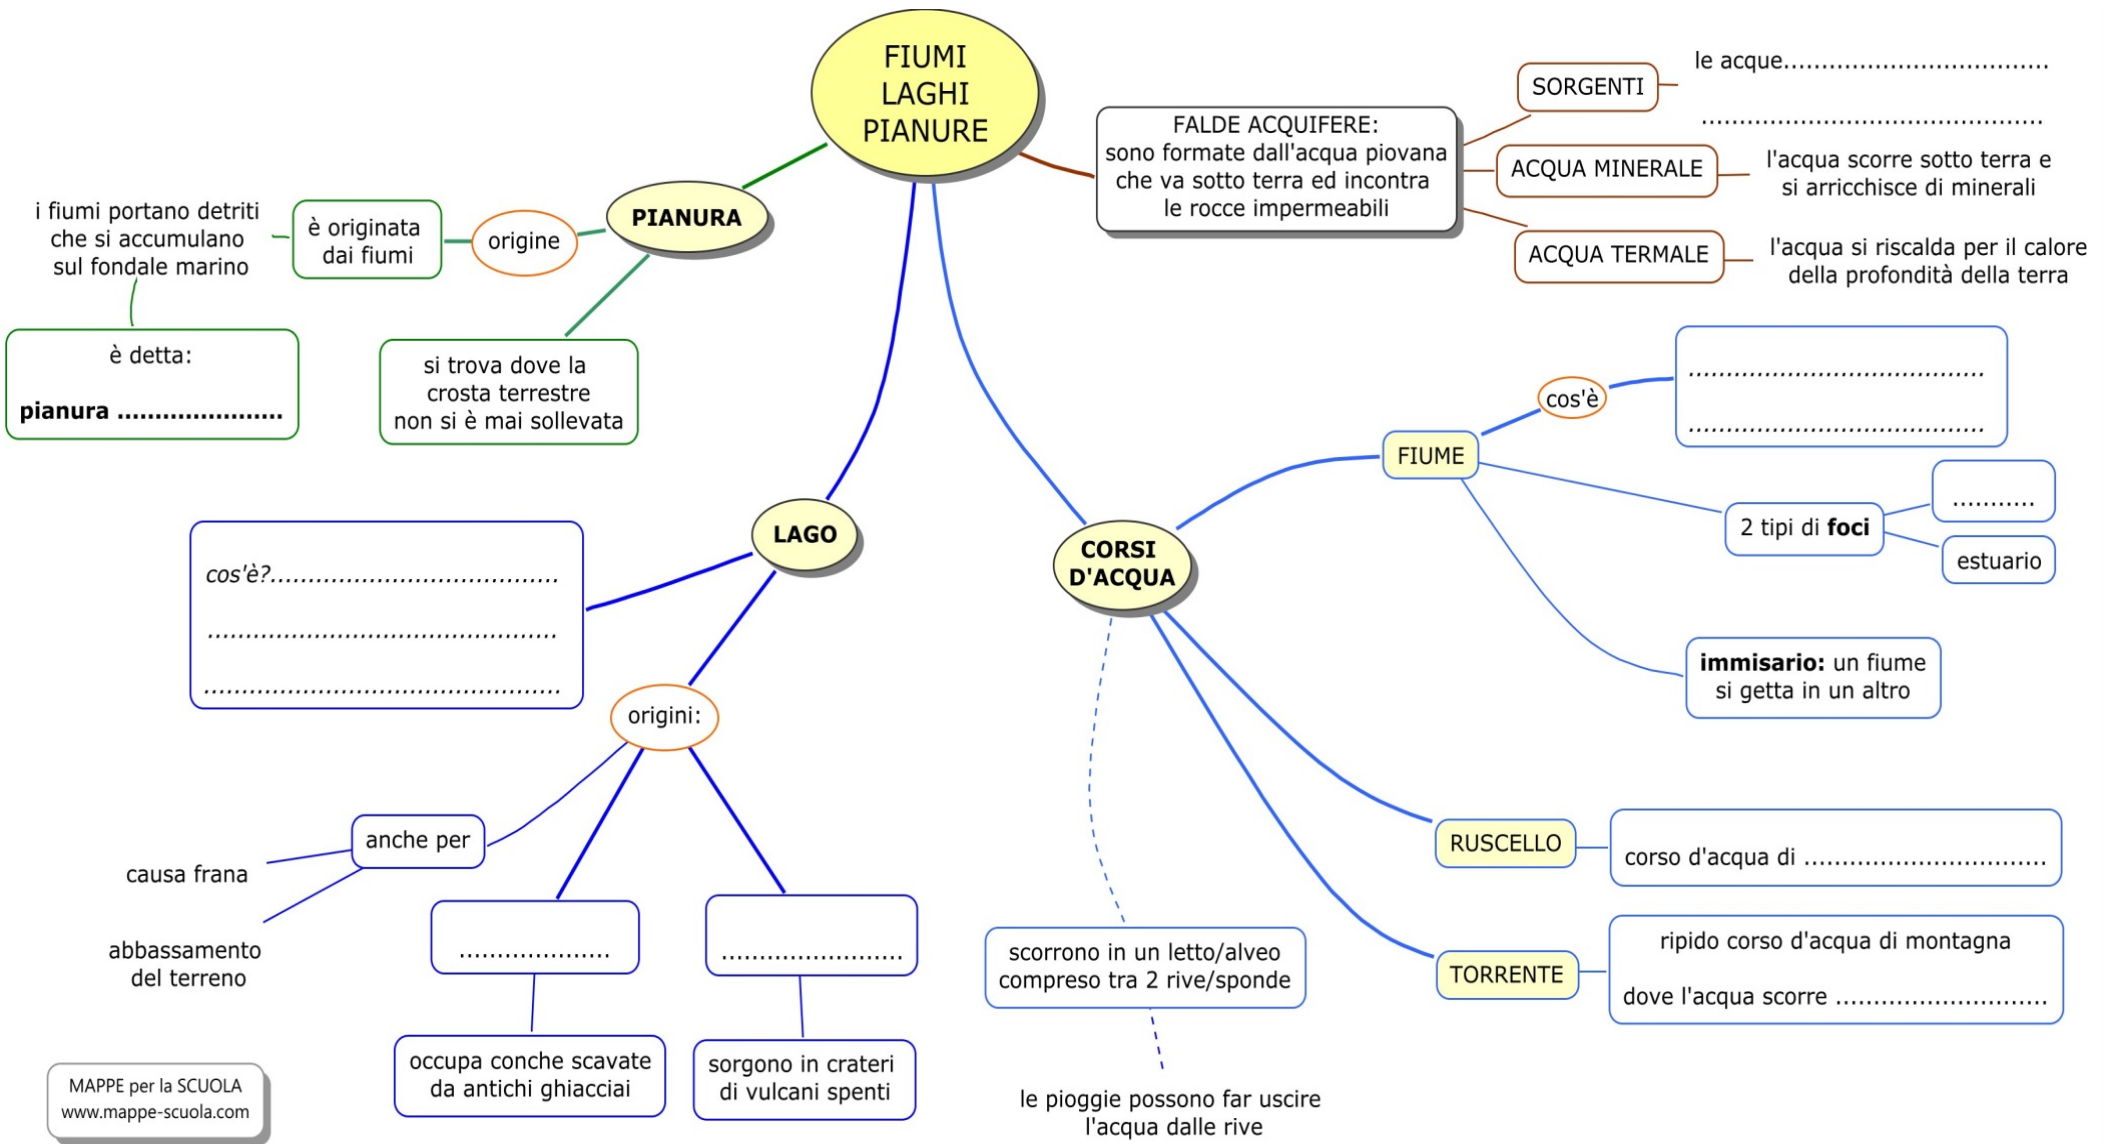 FIUMI
LAGHI
PIANURE
FALDE ACQUIFERE:
sono formate dall'acqua piovana
che va sotto terra ed incontra
le rocce impermeabili
SORGENTI
le acque...................................
.............................................
ACQUA MINERALE
l'acqua scorre sotto terra e
si arricchisce di minerali
ACQUA TERMALE
l'acqua si riscalda per il calore
della profondità della terra
PIANURA
origine
è originata
dai fiumi
i fiumi portano detriti
che si accumulano
sul fondale marino
è detta:
pianura ......................
si trova dove la
crosta terrestre
non si è mai sollevata
LAGO
cos'è?......................................
..............................................
...............................................
origini:
anche per
causa frana
abbassamento
del terreno
....................
occupa conche scavate
da antichi ghiacciai
........................
sorgono in crateri
di vulcani spenti
CORSI
D'ACQUA
FIUME
cos'è
.......................................
.......................................
2 tipi di foci
...........
estuario
immisario: un fiume
si getta in un altro
RUSCELLO
corso d'acqua di ................................
TORRENTE
ripido corso d'acqua di montagna
dove l'acqua scorre ............................
scorrono in un letto/alveo
compreso tra 2 rive/sponde
le pioggie possono far uscire
l'acqua dalle rive
MAPPE per la SCUOLA
www.mappe-scuola.com